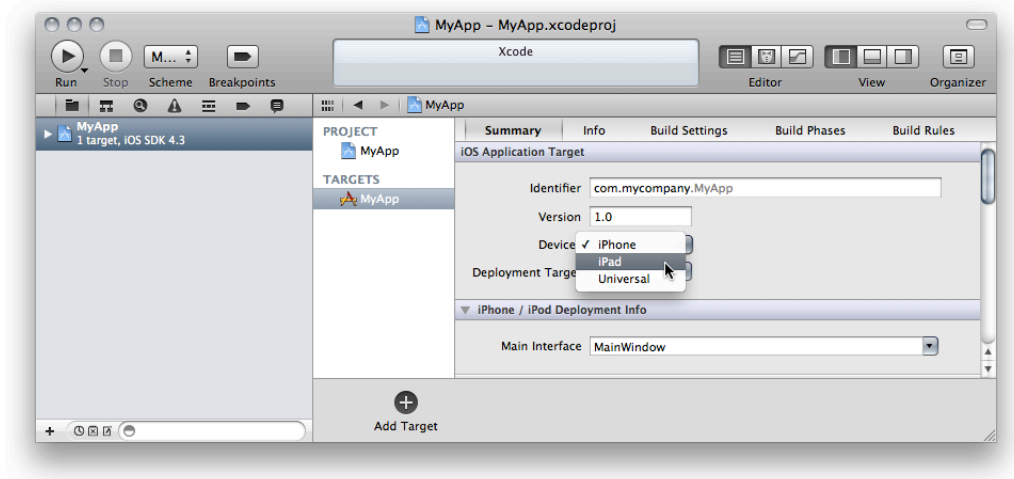 MyApp – MyApp.xcodeproj
M...
Xcode
Run Stop Scheme Breakpoints Editor View Organizer
MyApp
MyApp
1 target, iOS SDK 4.3
PROJECT
MyApp
TARGETS
MyApp
Summary Info Build Settings Build Phases Build Rules
iOS Application Target
Identifier com.mycompany.MyApp
Version 1.0
Device ✓ iPhone
iPad
Deployment Targe
Universal
iPhone / iPod Deployment Info
Main Interface MainWindow
Add Target